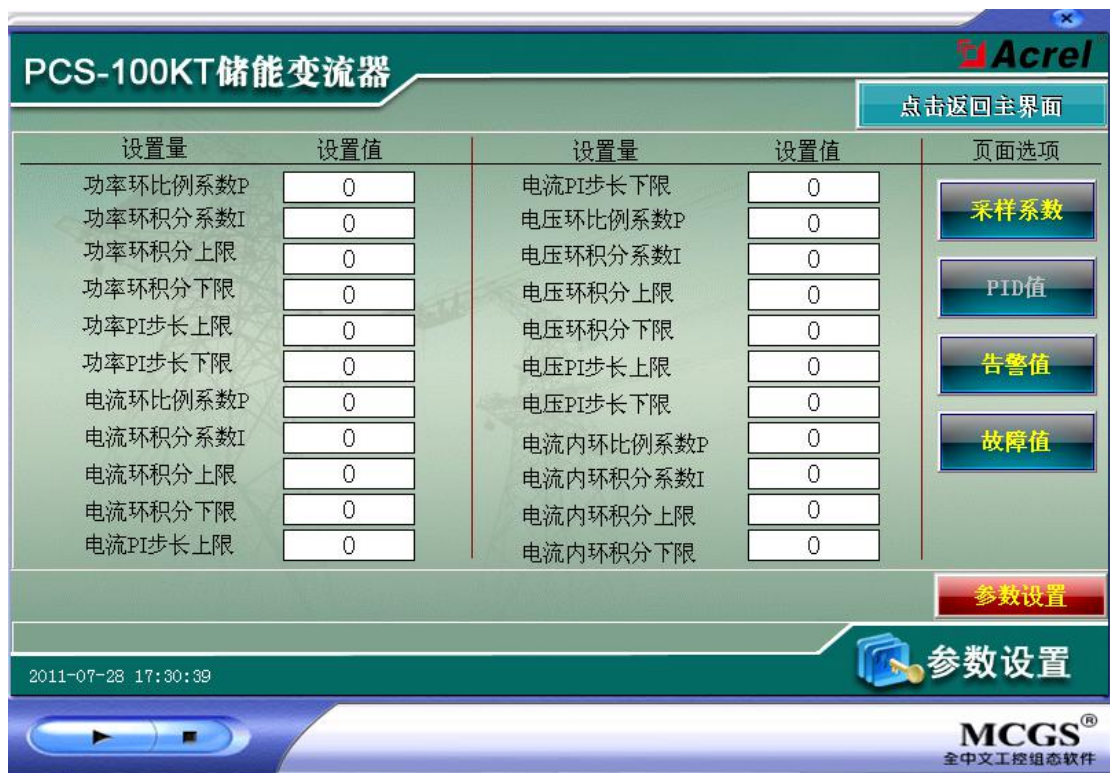 PCS-100KT储能变流器
Acrel
点击返回主界面
设置量 设置值 设置量 设置值 页面选项
功率环比例系数P 0 电流PI步长下限 0
功率环积分系数I 0 电压环比例系数P 0
功率环积分上限 0 电压环积分系数I 0
功率环积分下限 0 电压环积分上限 0
功率PI步长上限 0 电压环积分下限 0
功率PI步长下限 0 电压PI步长上限 0
电流环比例系数P 0 电压PI步长下限 0
电流环积分系数I 0 电流内环比例系数P 0
电流环积分上限 0 电流内环积分系数I 0
电流环积分下限 0 电流内环积分上限 0
电流PI步长上限 0 电流内环积分下限 0
采样系数
PID值
告警值
故障值
参数设置
参数设置
2011-07-28 17:30:39
MCGS®
全中文工控组态软件